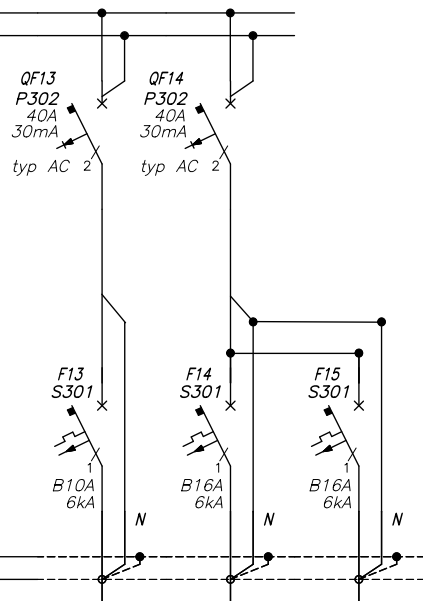 QF13
P302
40A
30mA
typ AC 2
QF14
P302
40A
30mA
typ AC 2
F13
S301
1
B10A
6kA
N
F14
S301
1
B16A
6kA
N
F15
S301
1
B16A
6kA
N